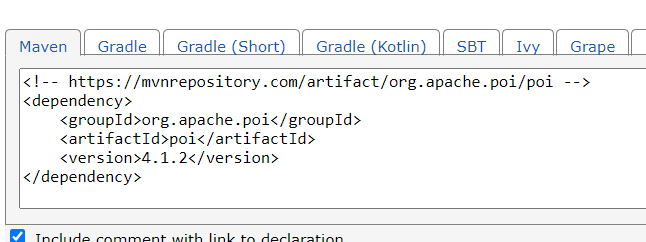 Maven Gradle Gradle (Short) Gradle (Kotlin) SBT Ivy Grape
<!-- https://mvnrepository.com/artifact/org.apache.poi/poi -->
<dependency>
    <groupId>org.apache.poi</groupId>
    <artifactId>poi</artifactId>
    <version>4.1.2</version>
</dependency>
Include comment with link to declaration